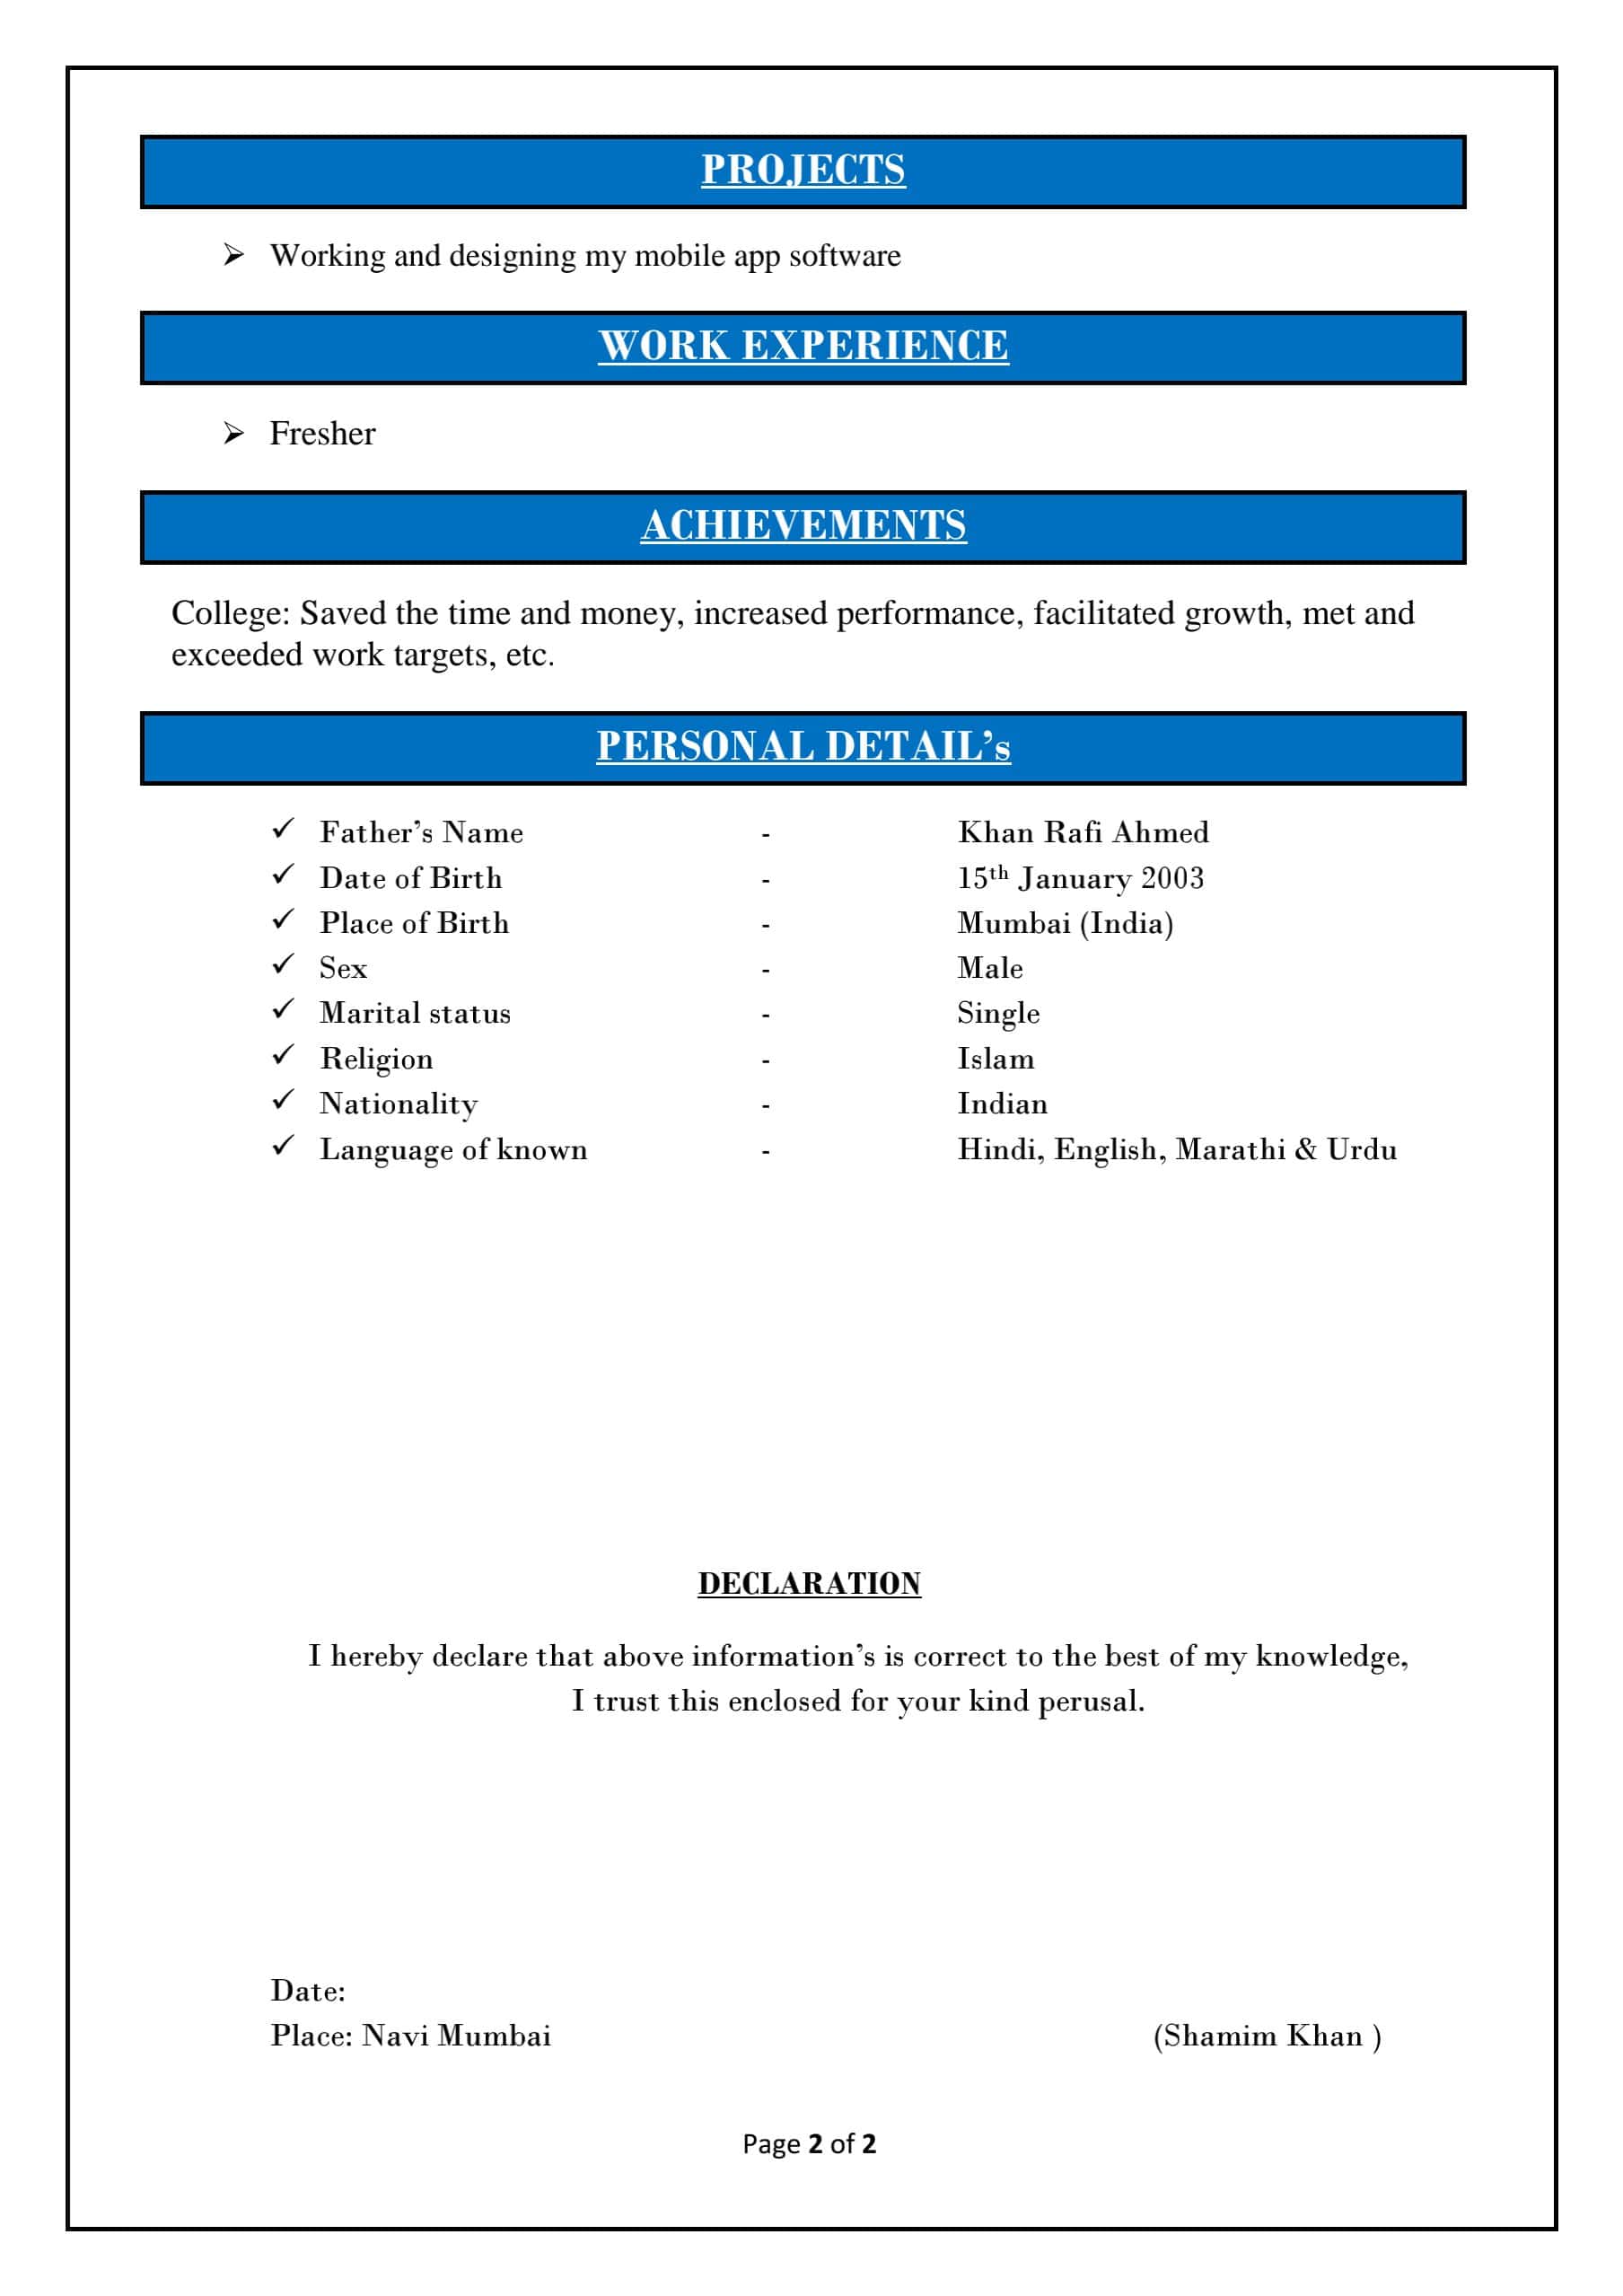 PROJECTS
Working and designing my mobile app software
WORK EXPERIENCE
Fresher
ACHIEVEMENTS
College: Saved the time and money, increased performance, facilitated growth, met and
exceeded work targets, etc.
PERSONAL DETAIL’s
Father’s Name - Khan Rafi Ahmed
Date of Birth - 15th January 2003
Place of Birth - Mumbai (India)
Sex - Male
Marital status - Single
Religion - Islam
Nationality - Indian
Language of known - Hindi, English, Marathi & Urdu
DECLARATION
I hereby declare that above information’s is correct to the best of my knowledge,
I trust this enclosed for your kind perusal.
Date:
Place: Navi Mumbai (Shamim Khan )
Page 2 of 2